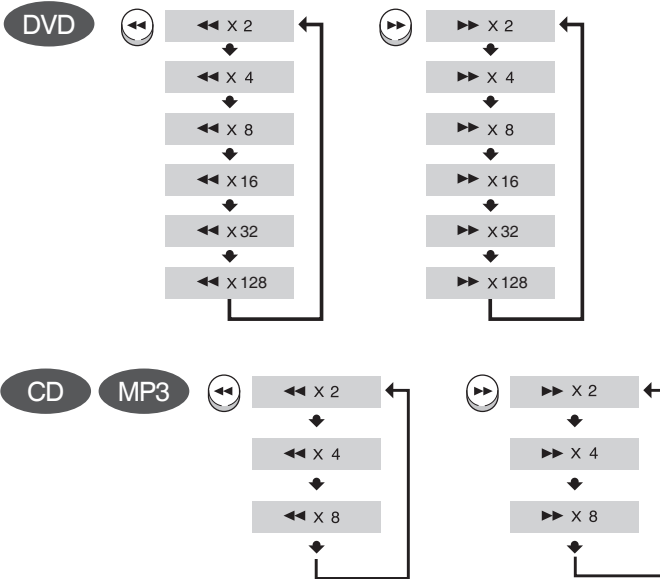 DVD
◀◀ X 2 ▶▶ X 2
◀◀ X 4 ▶▶ X 4
◀◀ X 8 ▶▶ X 8
◀◀ X 16 ▶▶ X 16
◀◀ X 32 ▶▶ X 32
◀◀ X 128 ▶▶ X 128
CD MP3 ◀◀ X 2 ▶▶ X 2
◀◀ X 4 ▶▶ X 4
◀◀ X 8 ▶▶ X 8